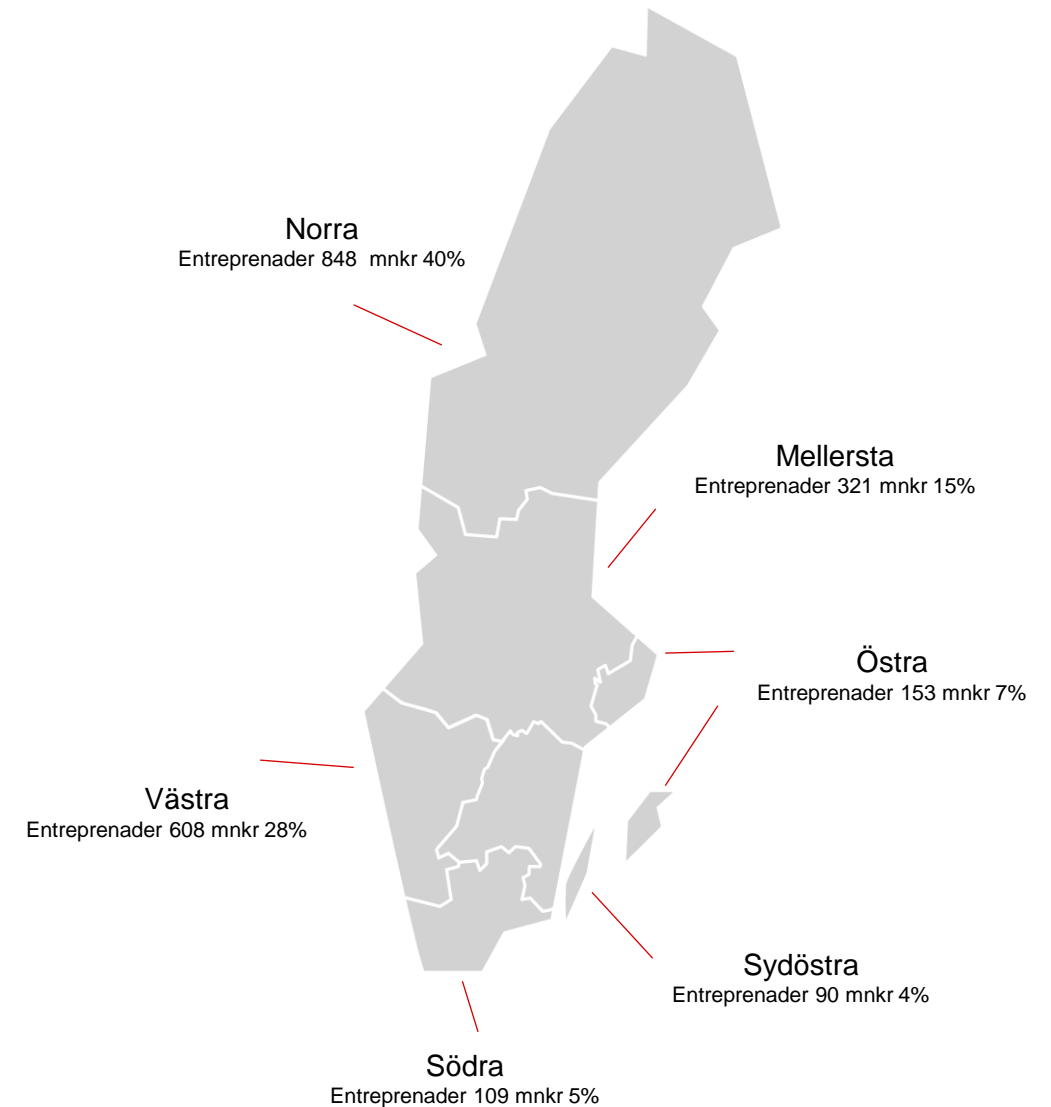 Norra
Entreprenader 848 mnkr 40%
Mellersta
Entreprenader 321 mnkr 15%
Östra
Entreprenader 153 mnkr 7%
Västra
Entreprenader 608 mnkr 28%
Sydöstra
Entreprenader 90 mnkr 4%
Södra
Entreprenader 109 mnkr 5%